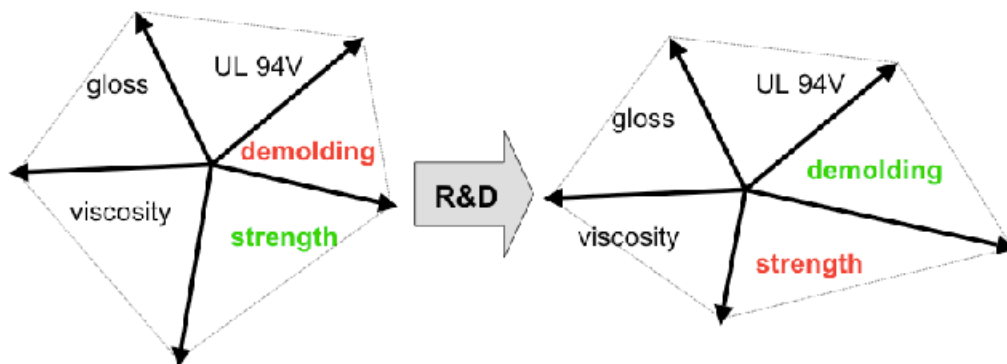 UL 94V
gloss
demolding
viscosity
strength
R&D
UL 94V
gloss
demolding
viscosity
strength